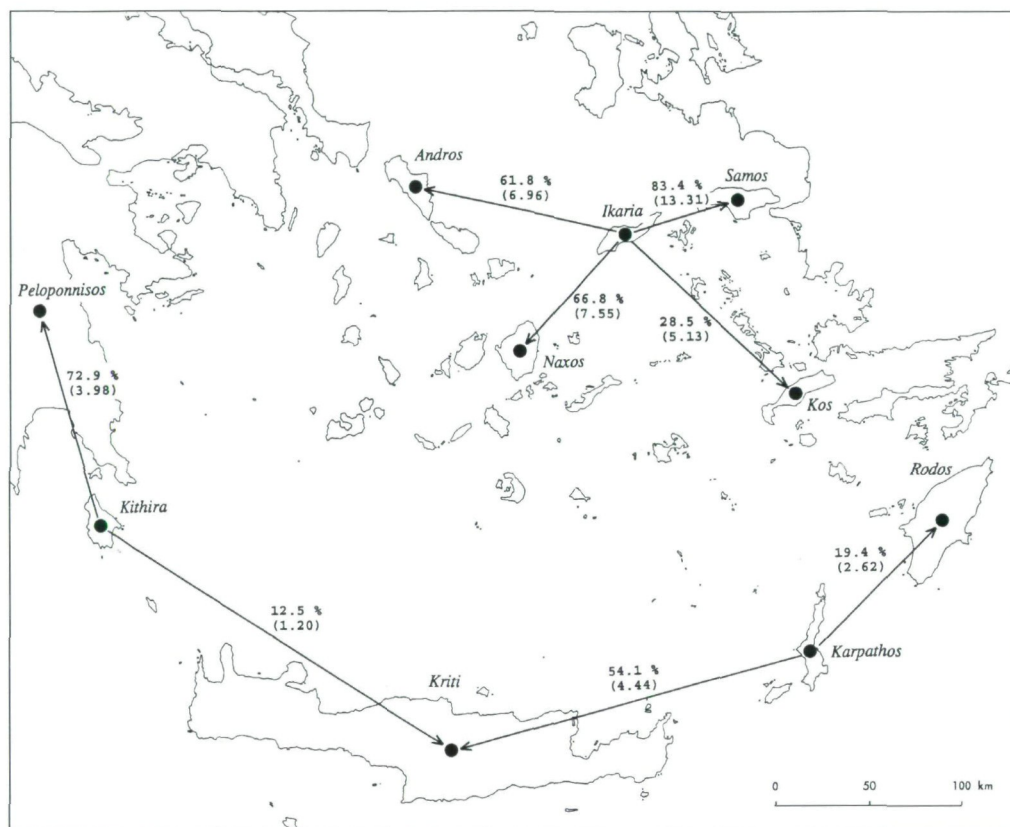 Andros
61.8 %
(6.96)
83.4 %
(13.31)
Samos
Ikaria
Peloponnisos
66.8 %
(7.55)
28.5 %
(5.13)
Naxos
72.9 %
(3.98)
Kos
Rodos
Kithira
19.4 %
(2.62)
12.5 %
(1.20)
Karpathos
54.1 %
(4.44)
Kriti
0 50 100 km